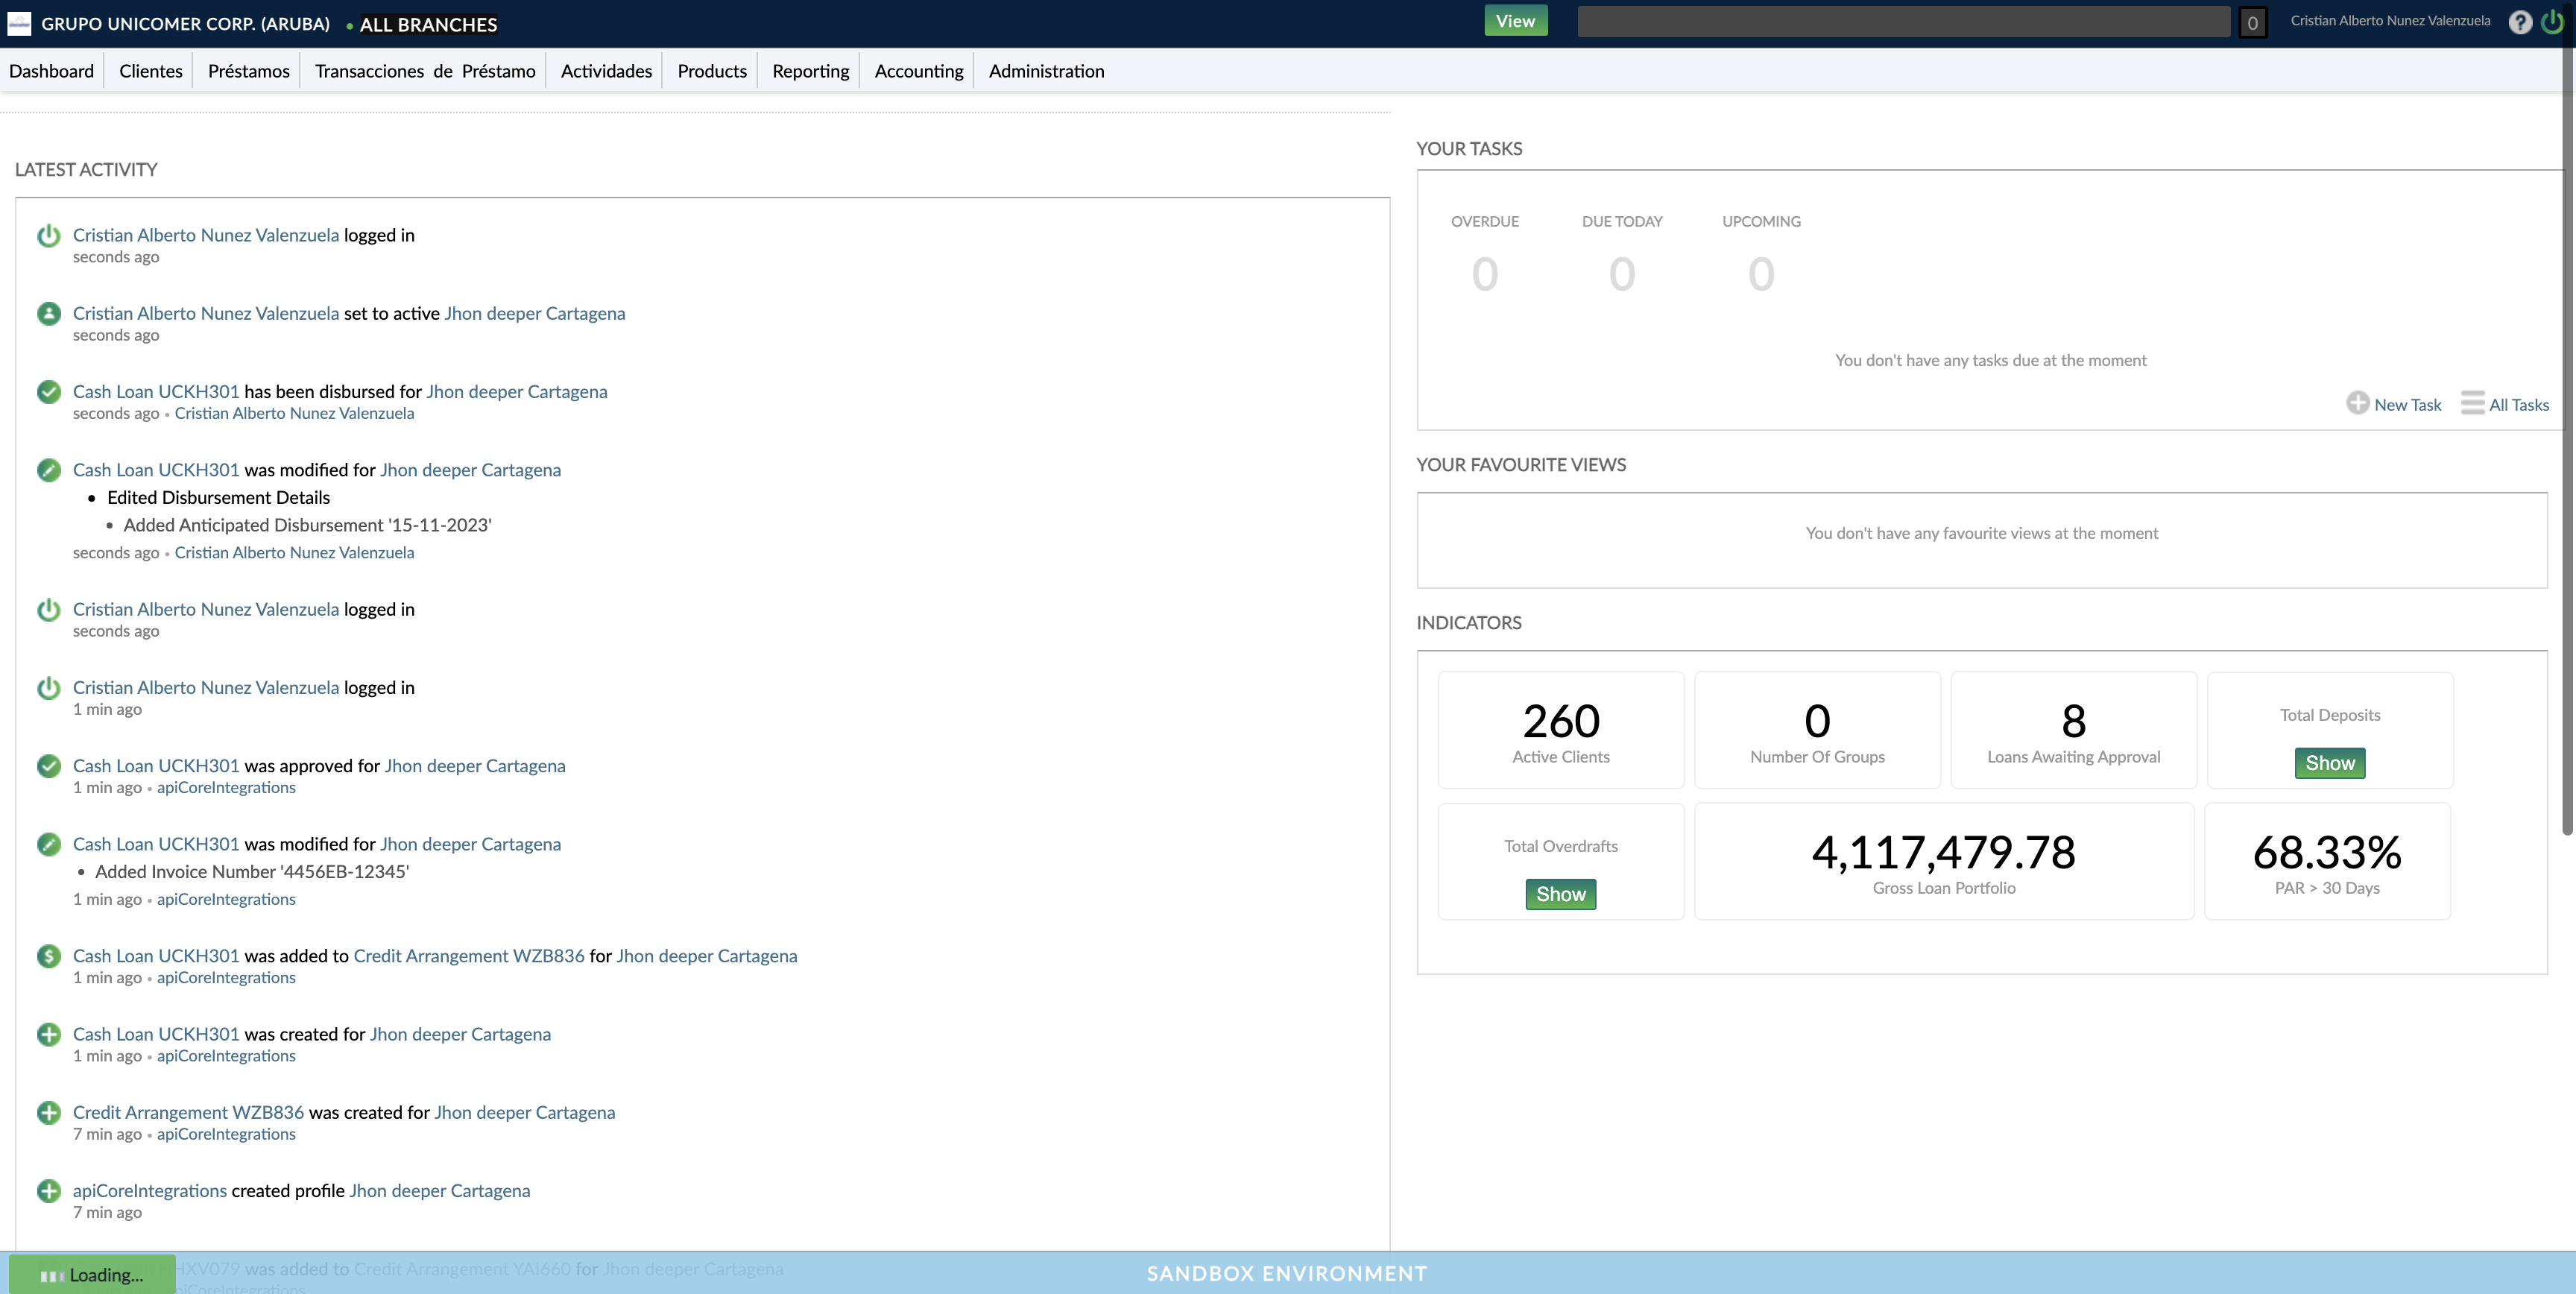 GRUPO UNICOMER CORP. (ARUBA) • ALL BRANCHES
View
0
Cristian Alberto Nunez Valenzuela
?
Dashboard
Clientes
Préstamos
Transacciones de Préstamo
Actividades
Products
Reporting
Accounting
Administration
LATEST ACTIVITY
Cristian Alberto Nunez Valenzuela logged in
seconds ago
Cristian Alberto Nunez Valenzuela set to active Jhon deeper Cartagena
seconds ago
Cash Loan UCKH301 has been disbursed for Jhon deeper Cartagena
seconds ago • Cristian Alberto Nunez Valenzuela
Cash Loan UCKH301 was modified for Jhon deeper Cartagena
• Edited Disbursement Details
• Added Anticipated Disbursement '15-11-2023'
seconds ago • Cristian Alberto Nunez Valenzuela
Cristian Alberto Nunez Valenzuela logged in
seconds ago
Cristian Alberto Nunez Valenzuela logged in
1 min ago
Cash Loan UCKH301 was approved for Jhon deeper Cartagena
1 min ago • apiCoreIntegrations
Cash Loan UCKH301 was modified for Jhon deeper Cartagena
• Added Invoice Number '4456EB-12345'
1 min ago • apiCoreIntegrations
$ Cash Loan UCKH301 was added to Credit Arrangement WZB836 for Jhon deeper Cartagena
1 min ago • apiCoreIntegrations
Cash Loan UCKH301 was created for Jhon deeper Cartagena
1 min ago • apiCoreIntegrations
Credit Arrangement WZB836 was created for Jhon deeper Cartagena
7 min ago • apiCoreIntegrations
apiCoreIntegrations created profile Jhon deeper Cartagena
7 min ago
HXV079 was added to Credit Arrangement YAI660 for Jhon deeper Cartagena
Loading...
SANDBOX ENVIRONMENT
YOUR TASKS
OVERDUE
DUE TODAY
UPCOMING
0
0
0
You don't have any tasks due at the moment
New Task
All Tasks
YOUR FAVOURITE VIEWS
You don't have any favourite views at the moment
INDICATORS
260
Active Clients
0
Number Of Groups
8
Loans Awaiting Approval
Total Deposits
Show
Total Overdrafts
Show
4,117,479.78
Gross Loan Portfolio
68.33%
PAR > 30 Days